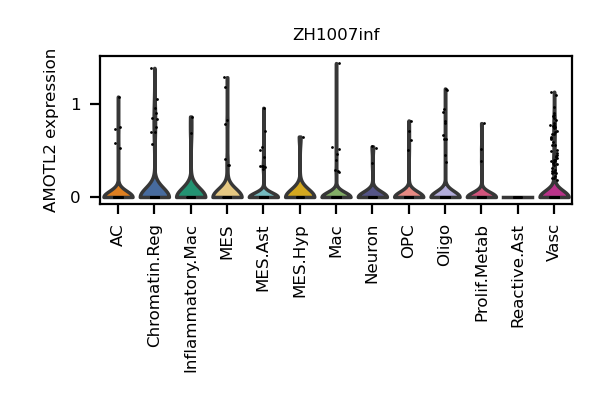 ZH1007inf
AMOTL2 expression
1
0
AC
Chromatin.Reg
Inflammatory.Mac
MES
MES.Ast
MES.Hyp
Mac
Neuron
OPC
Oligo
Prolif.Metab
Reactive.Ast
Vasc